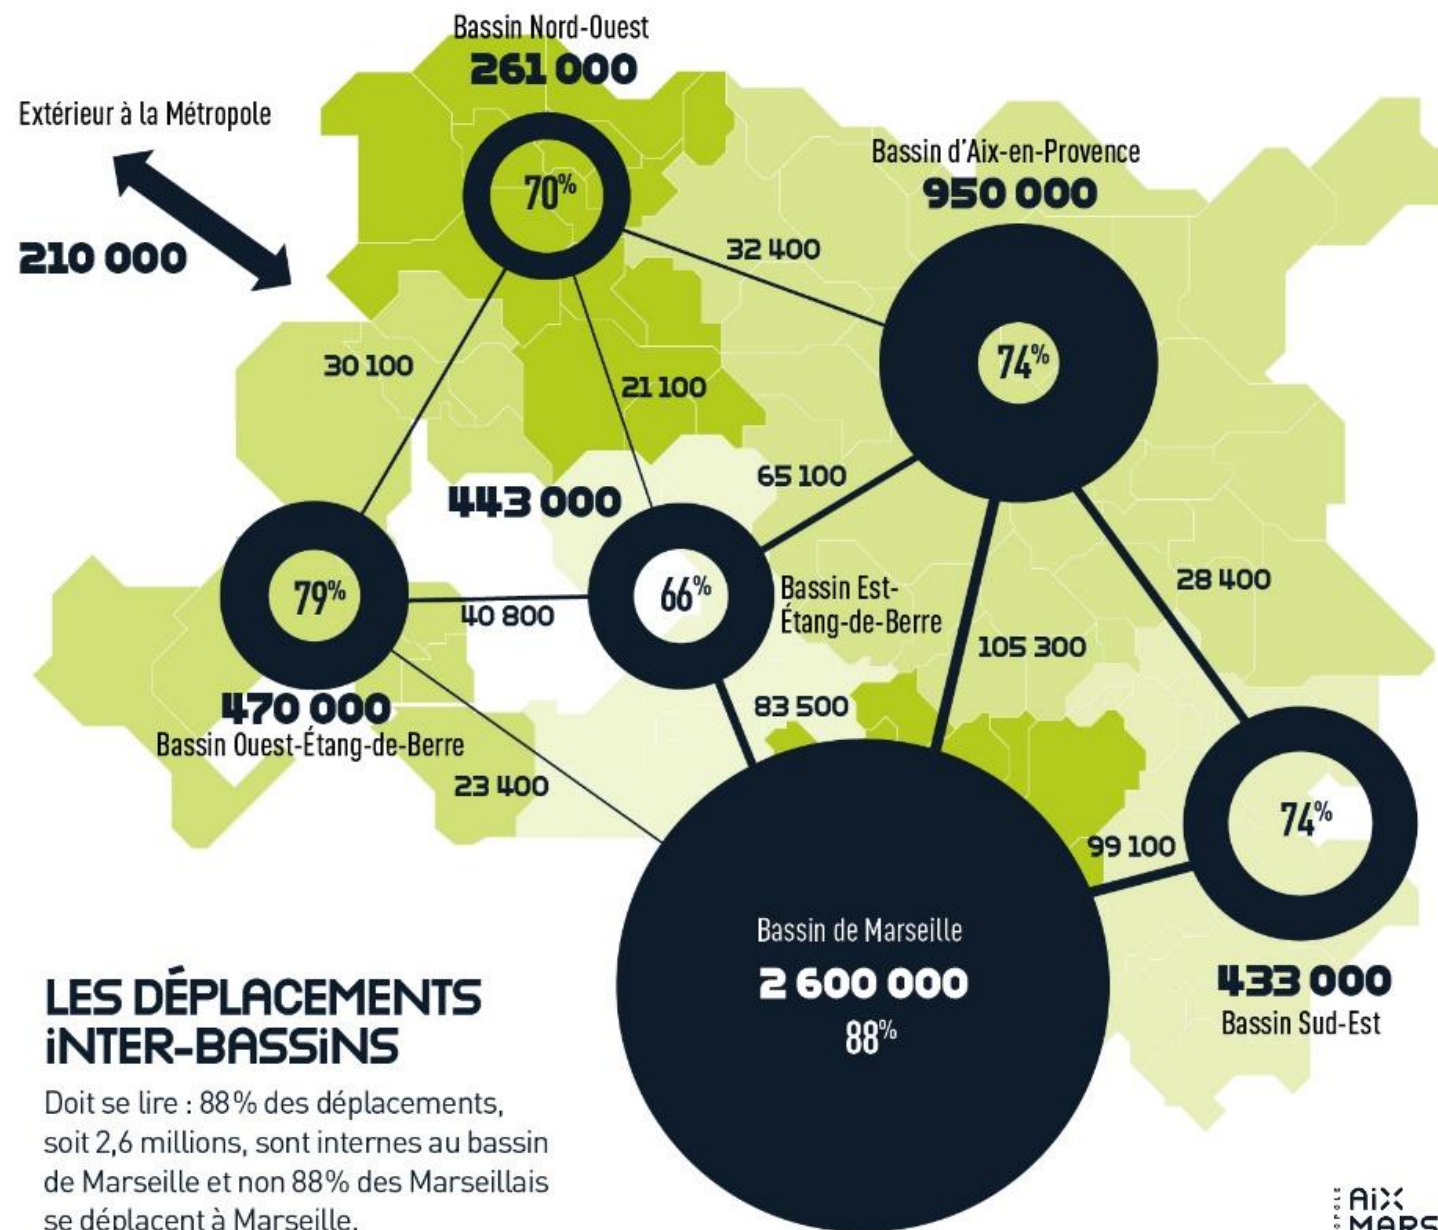 Bassin Nord-Ouest
261 000
Extérieur à la Métropole
210 000
70%
Bassin d'Aix-en-Provence
950 000
32 400
74%
30 100
21 100
65 100
443 000
79%
40 800
66%
Bassin Est-
Étang-de-Berre
28 400
105 300
470 000
Bassin Ouest-Étang-de-Berre
83 500
23 400
74%
99 100
Bassin de Marseille
2 600 000
88%
433 000
Bassin Sud-Est
LES DÉPLACEMENTS
iNTER-BASSiNS
Doit se lire : 88% des déplacements,
soit 2,6 millions, sont internes au bassin
de Marseille et non 88% des Marseillais
se déplacent à Marseille.
AiX
MARS